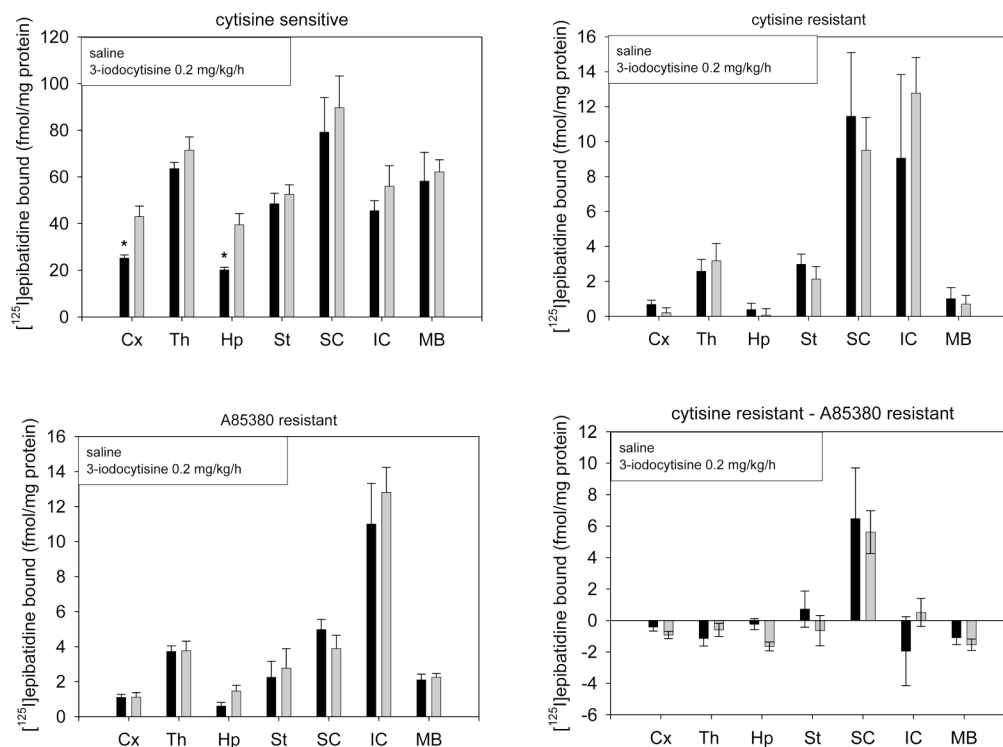 cytisine sensitive
[¹²⁵I]epibatidine bound (fmol/mg protein)
120
100
80
60
40
20
0
saline
3-iodocytisine 0.2 mg/kg/h
*
*
Cx Th Hp St SC IC MB
cytisine resistant
[¹²⁵I]epibatidine bound (fmol/mg protein)
16
14
12
10
8
6
4
2
0
saline
3-iodocytisine 0.2 mg/kg/h
Cx Th Hp St SC IC MB
A85380 resistant
[¹²⁵I]epibatidine bound (fmol/mg protein)
16
14
12
10
8
6
4
2
0
saline
3-iodocytisine 0.2 mg/kg/h
Cx Th Hp St SC IC MB
cytisine resistant - A85380 resistant
[¹²⁵I]epibatidine bound (fmol/mg protein)
12
10
8
6
4
2
0
-2
-4
-6
saline
3-iodocytisine 0.2 mg/kg/h
Cx Th Hp St SC IC MB